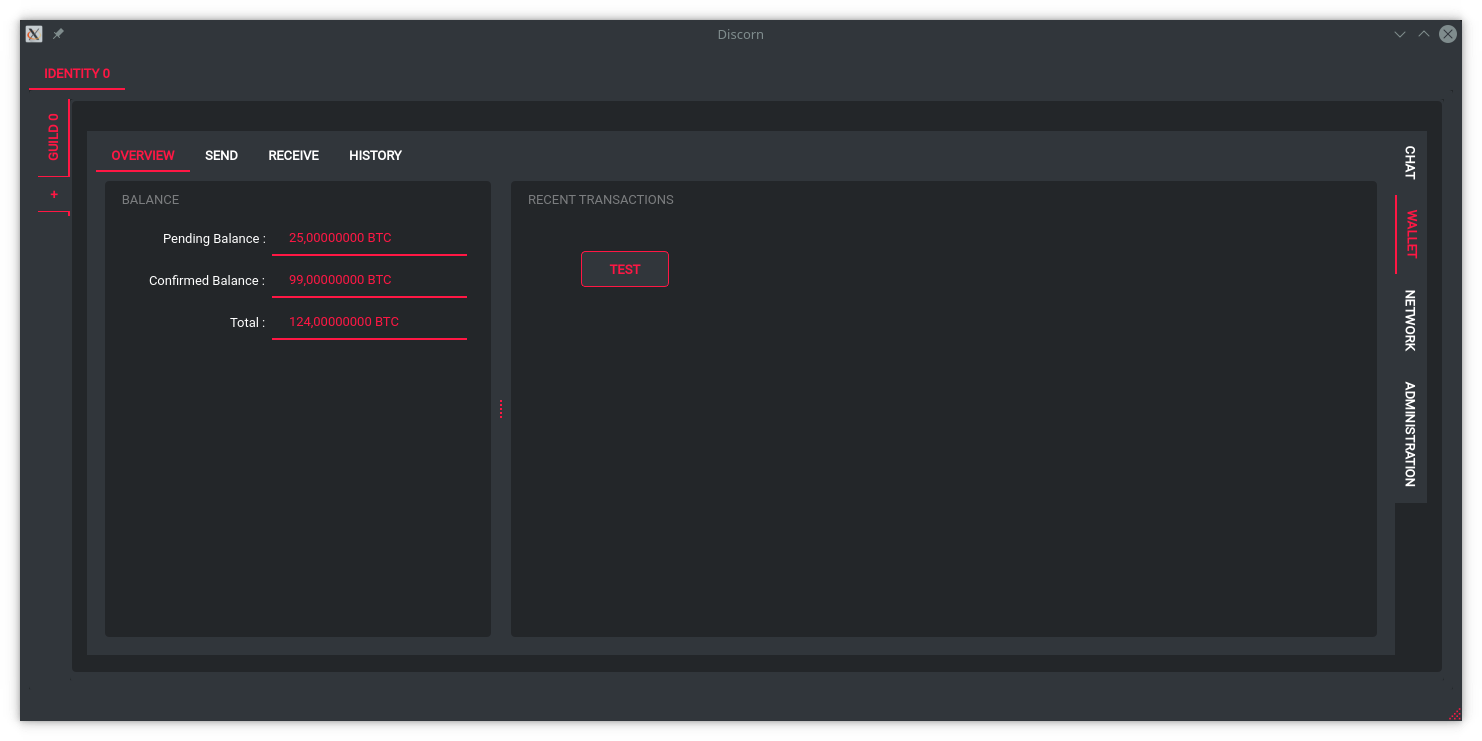 Discorn
IDENTITY 0
GUILD 0
+
OVERVIEW SEND RECEIVE HISTORY
BALANCE
Pending Balance : 25,00000000 BTC
Confirmed Balance : 99,00000000 BTC
Total : 124,00000000 BTC
RECENT TRANSACTIONS
TEST
CHAT
WALLET
NETWORK
ADMINISTRATION